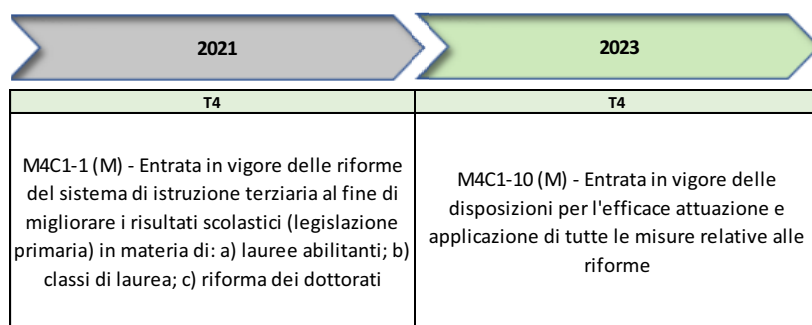 2021
2023
T4
T4
M4C1-1 (M) - Entrata in vigore delle riforme
del sistema di istruzione terziaria al fine di
migliorare i risultati scolastici (legislazione
primaria) in materia di: a) lauree abilitanti; b)
classi di laurea; c) riforma dei dottorati
M4C1-10 (M) - Entrata in vigore delle
disposizioni per l'efficace attuazione e
applicazione di tutte le misure relative alle
riforme